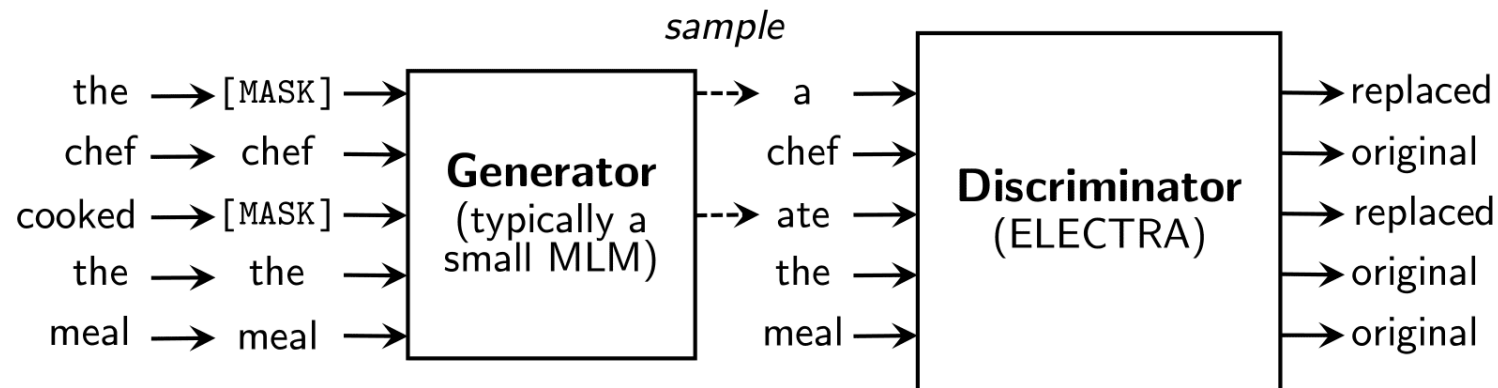 sample
the [MASK] a replaced
chef chef chef original
cooked [MASK] ate replaced
the the the original
meal meal meal original
Generator
(typically a
small MLM)
Discriminator
(ELECTRA)